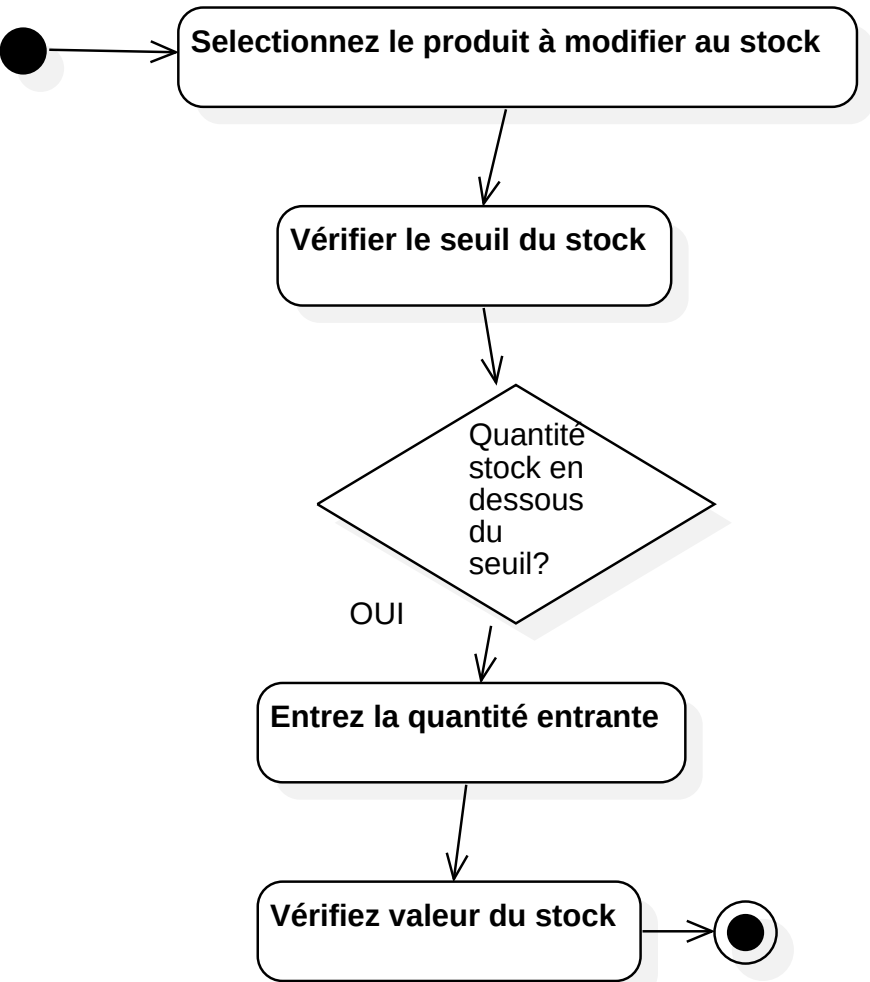 Selectionnez le produit à modifier au stock
Vérifier le seuil du stock
Quantité
stock en
dessous
du
seuil?
OUI
Entrez la quantité entrante
Vérifiez valeur du stock